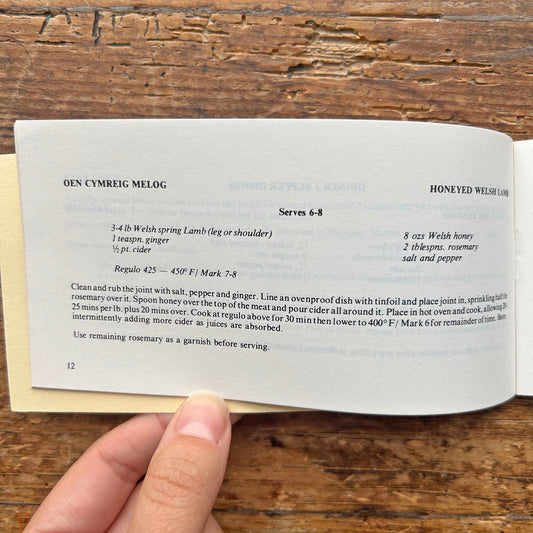 OEN CYMREIG MELOG HONEYED WELSH LAMB
Serves 6-8
3-4 lb Welsh spring Lamb (leg or shoulder) 8 ozs Welsh honey
1 teaspn. ginger 2 tblespns. rosemary
½ pt. cider salt and pepper
Regulo 425 — 450° F/ Mark 7-8
Clean and rub the joint with salt, pepper and ginger. Line an ovenproof dish with tinfoil and place joint in, sprinkling half the
rosemary over it. Spoon honey over the top of the meat and pour cider all around it. Place in hot oven and cook, allowing 20-
25 mins per lb. plus 20 mins over. Cook at regulo above for 30 min then lower to 400° F/ Mark 6 for remainder of time. Baste
intermittently adding more cider as juices are absorbed.
Use remaining rosemary as a garnish before serving.
12